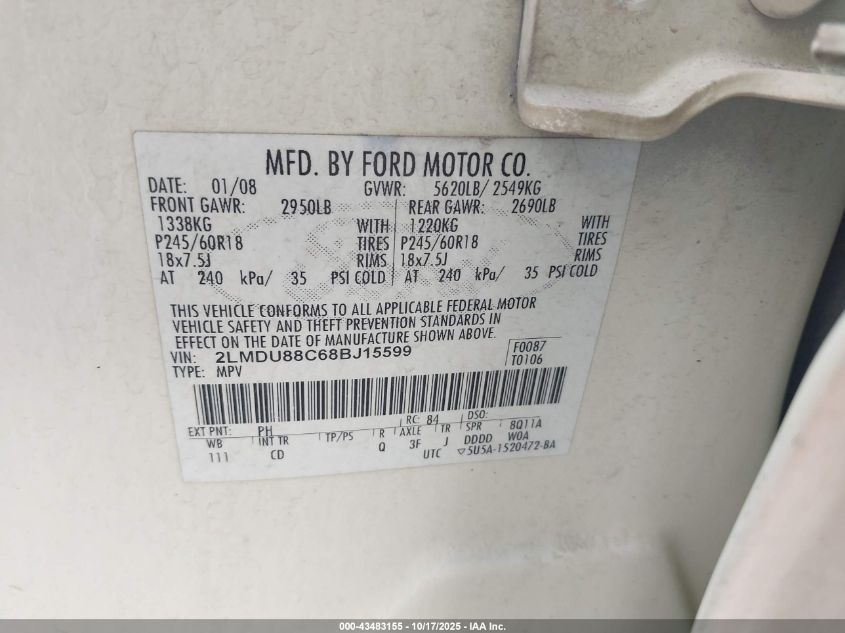 MFD. BY FORD MOTOR CO.
DATE: 01/08 GVWR: 5620LB/ 2549KG
FRONT GAWR: 2950LB REAR GAWR: 2690LB
1338KG WITH 1220KG WITH
P245/60R18 TIRES P245/60R18 TIRES
18x7.5J RIMS 18x7.5J RIMS
AT 240 kPa/ 35 PSI COLD AT 240 kPa/ 35 PSI COLD
THIS VEHICLE CONFORMS TO ALL APPLICABLE FEDERAL MOTOR
VEHICLE SAFETY AND THEFT PREVENTION STANDARDS IN
EFFECT ON THE DATE OF MANUFACTURE SHOWN ABOVE.
VIN: 2LMDU88C68BJ15599 F0087
TYPE: MPV T0106
EXT PNT: PH RC: 84 DSO:
WB INT TR TP/PS R AXLE TR SPR 8Q11A
111 CD Q 3F J DDDD W0A
UTC ▽5U5A-1520472-BA
000-43483155 - 10/17/2025 - IAA Inc.